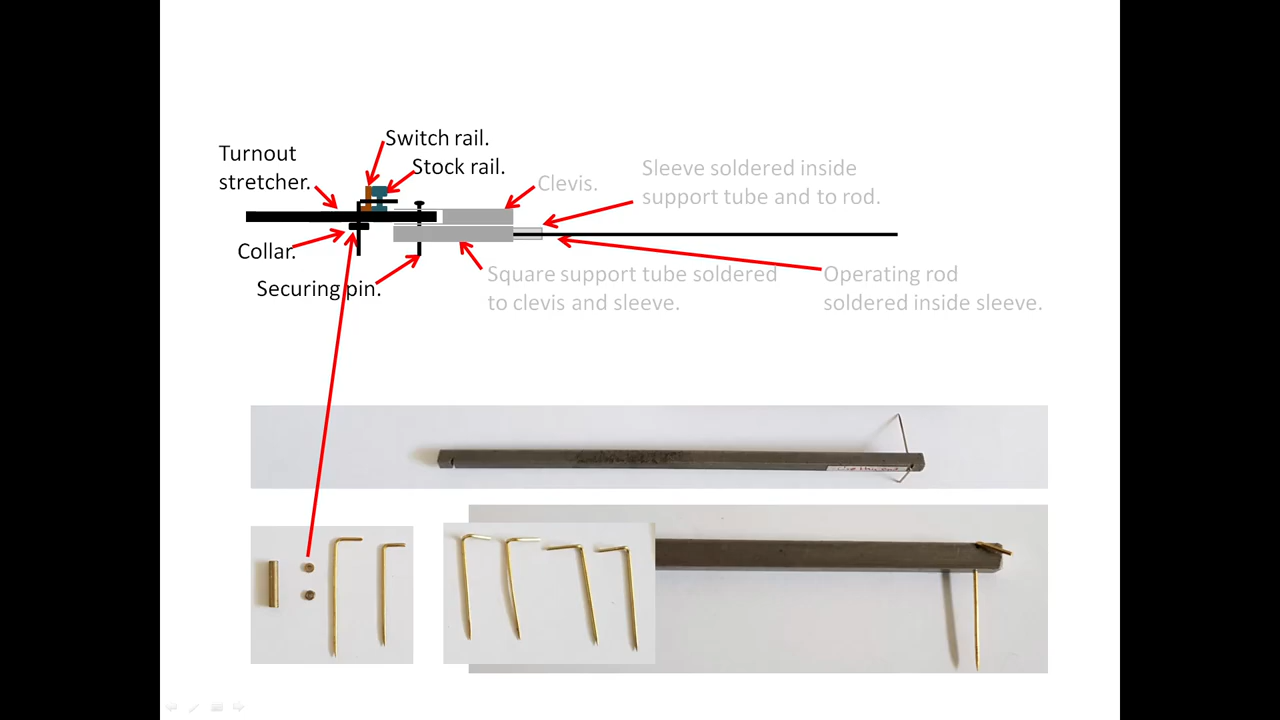 Switch rail.
Stock rail.
Turnout
stretcher.
Clevis.
Sleeve soldered inside
support tube and to rod.
Collar.
Securing pin.
Square support tube soldered
to clevis and sleeve.
Operating rod
soldered inside sleeve.